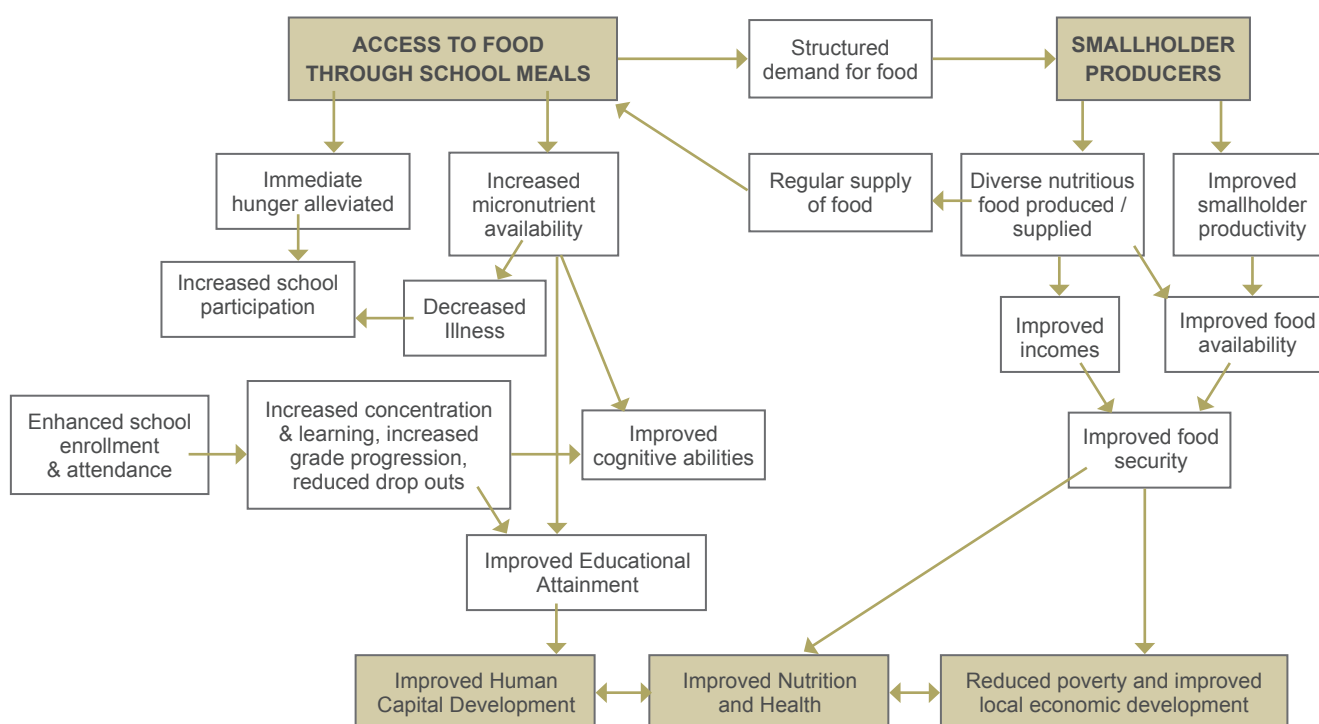 ACCESS TO FOOD
THROUGH SCHOOL MEALS
Structured
demand for food
SMALLHOLDER
PRODUCERS
Immediate
hunger alleviated
Increased
micronutrient
availability
Regular supply
of food
Diverse nutritious
food produced /
supplied
Improved
smallholder
productivity
Increased school
participation
Decreased
Illness
Improved
incomes
Improved food
availability
Enhanced school
enrollment
& attendance
Increased concentration
& learning, increased
grade progression,
reduced drop outs
Improved
cognitive abilities
Improved food
security
Improved Educational
Attainment
Improved Human
Capital Development
Improved Nutrition
and Health
Reduced poverty and improved
local economic development